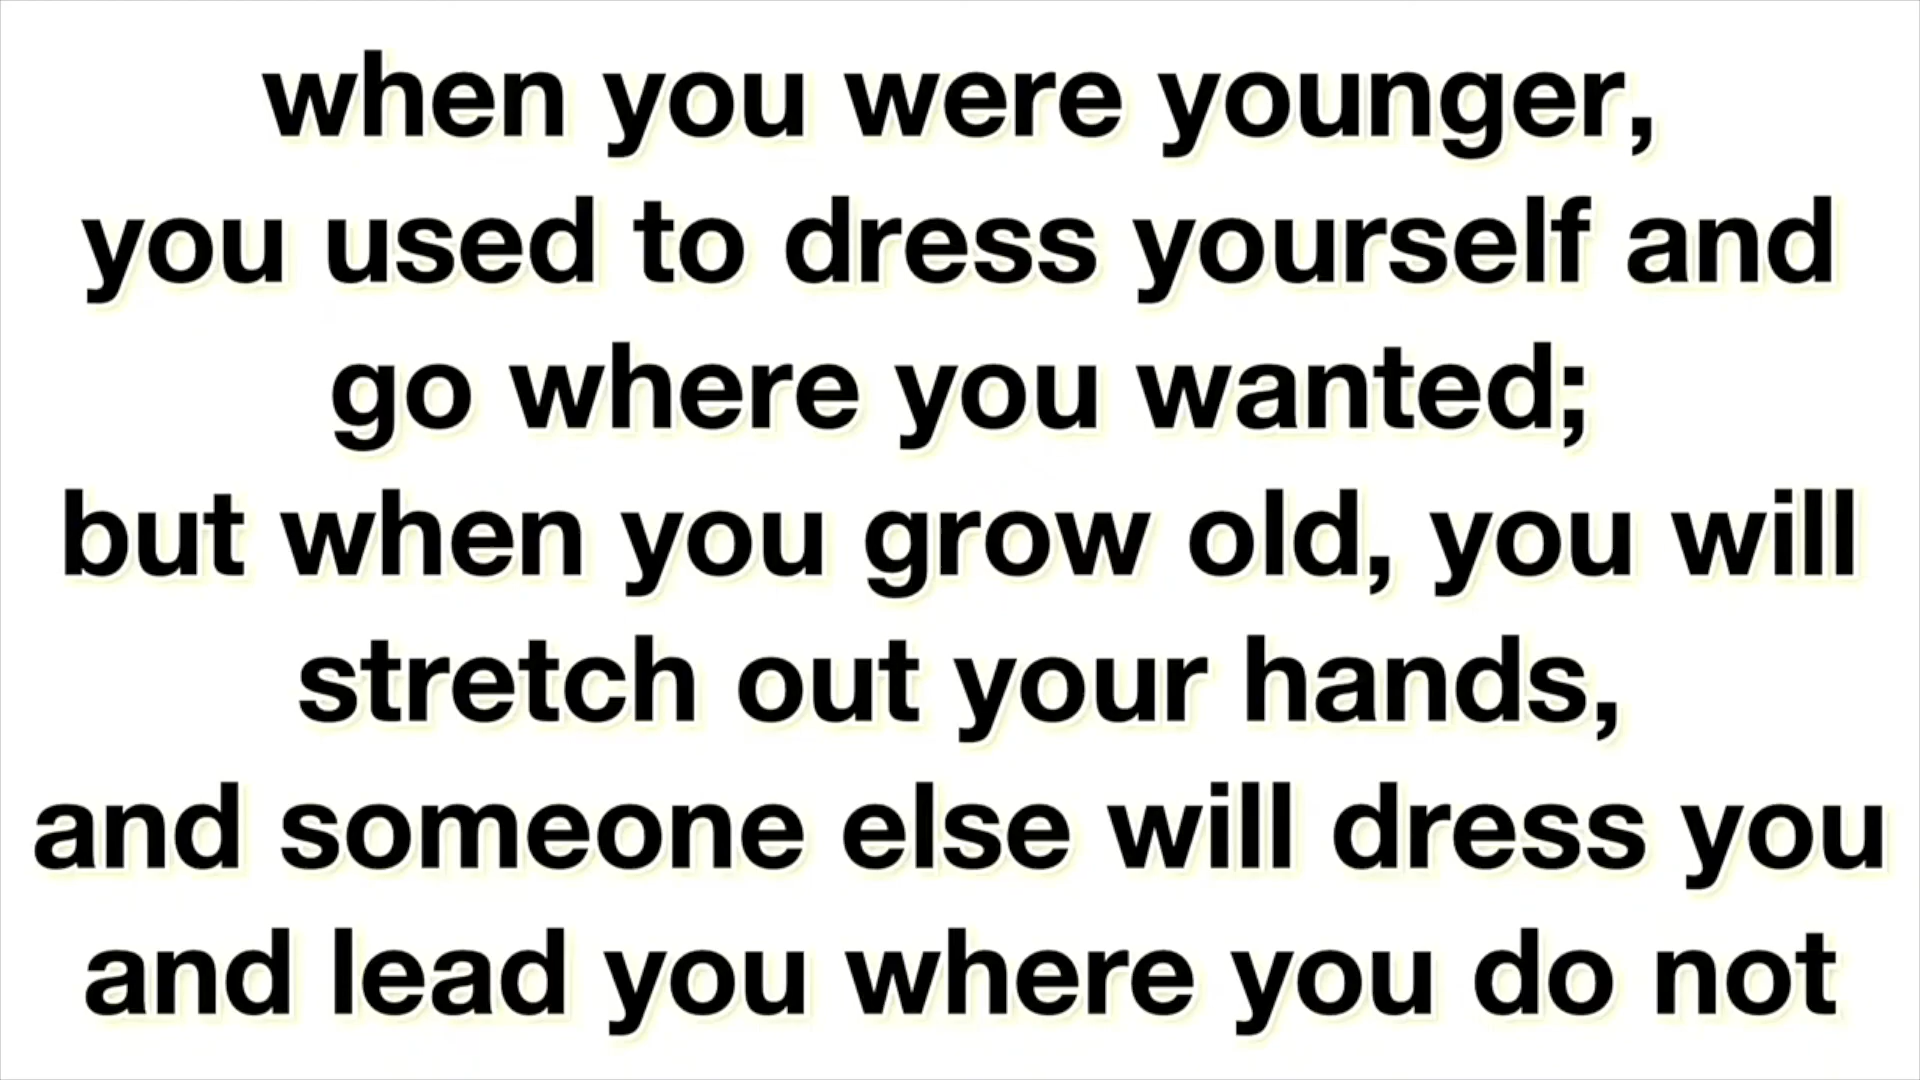 when you were younger,
you used to dress yourself and
go where you wanted;
but when you grow old, you will
stretch out your hands,
and someone else will dress you
and lead you where you do not